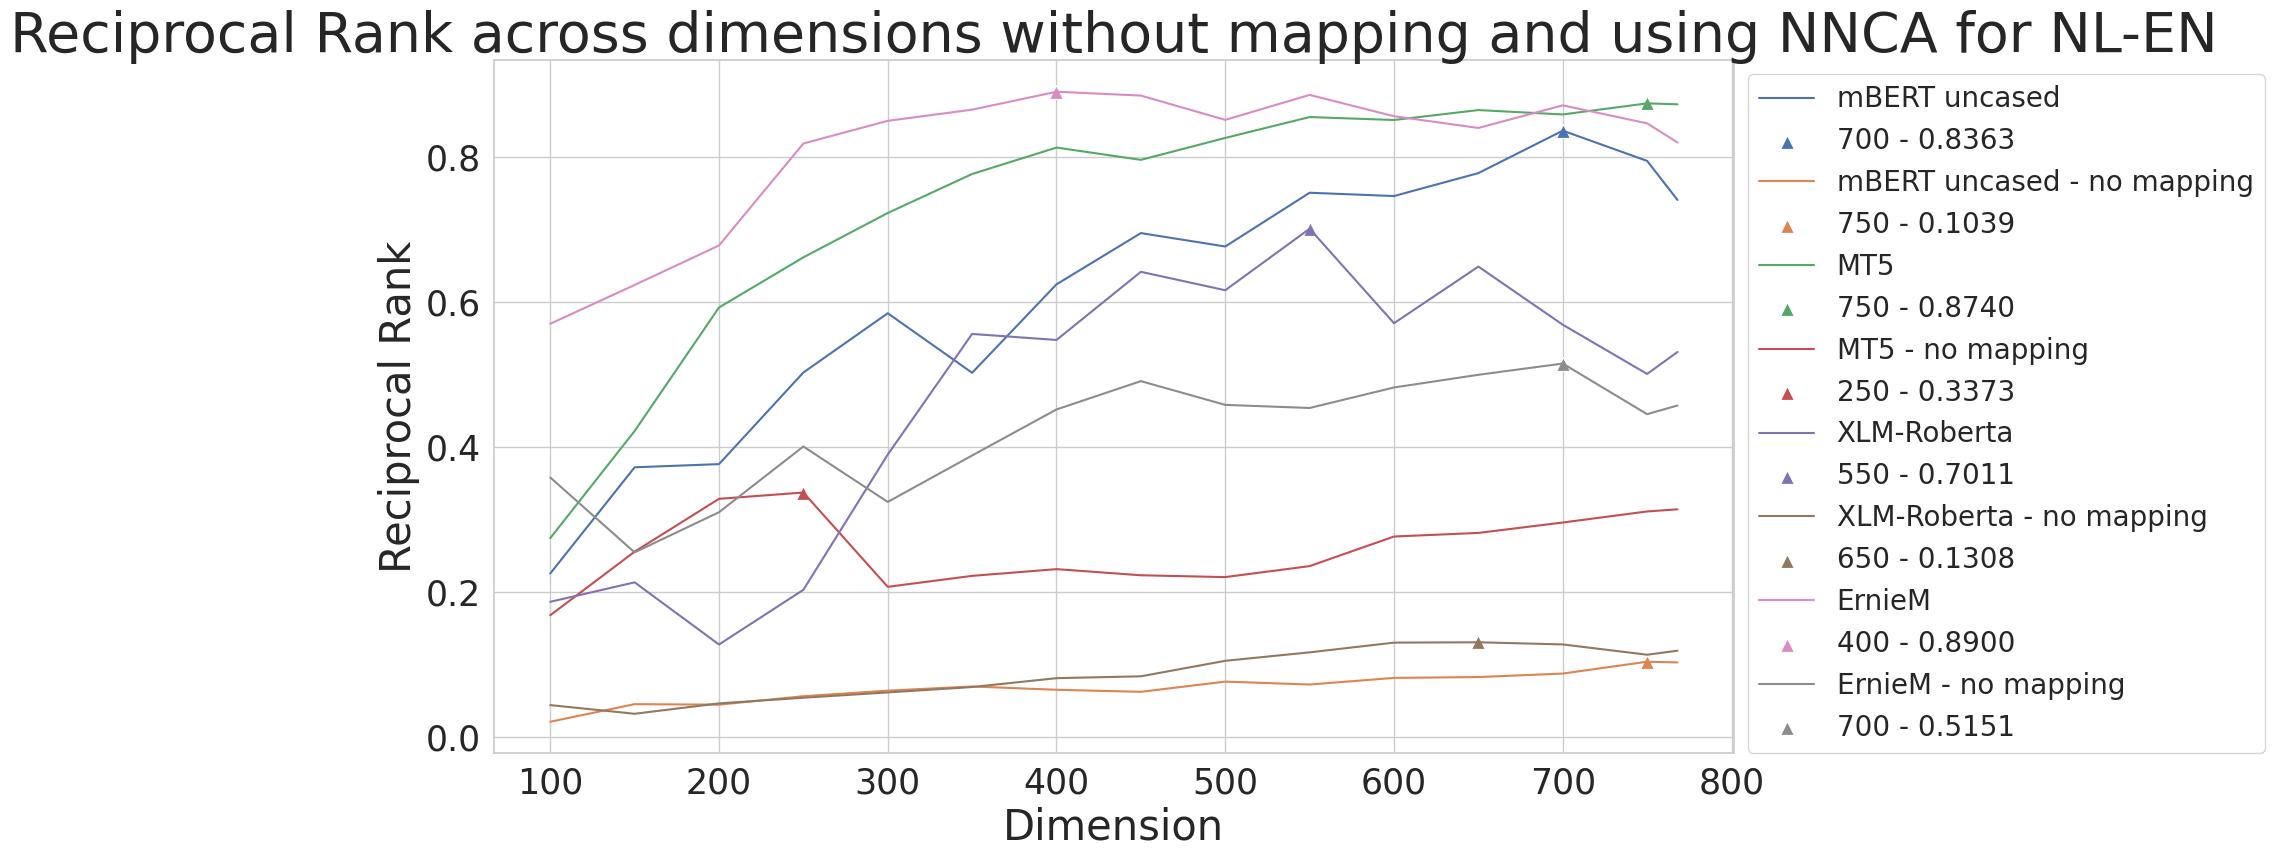 Reciprocal Rank across dimensions without mapping and using NNCA for NL-EN
Reciprocal Rank
0.8
0.6
0.4
0.2
0.0
100 200 300 400 500 600 700 800
Dimension
mBERT uncased
700 - 0.8363
mBERT uncased - no mapping
750 - 0.1039
MT5
750 - 0.8740
MT5 - no mapping
250 - 0.3373
XLM-Roberta
550 - 0.7011
XLM-Roberta - no mapping
650 - 0.1308
ErnieM
400 - 0.8900
ErnieM - no mapping
700 - 0.5151